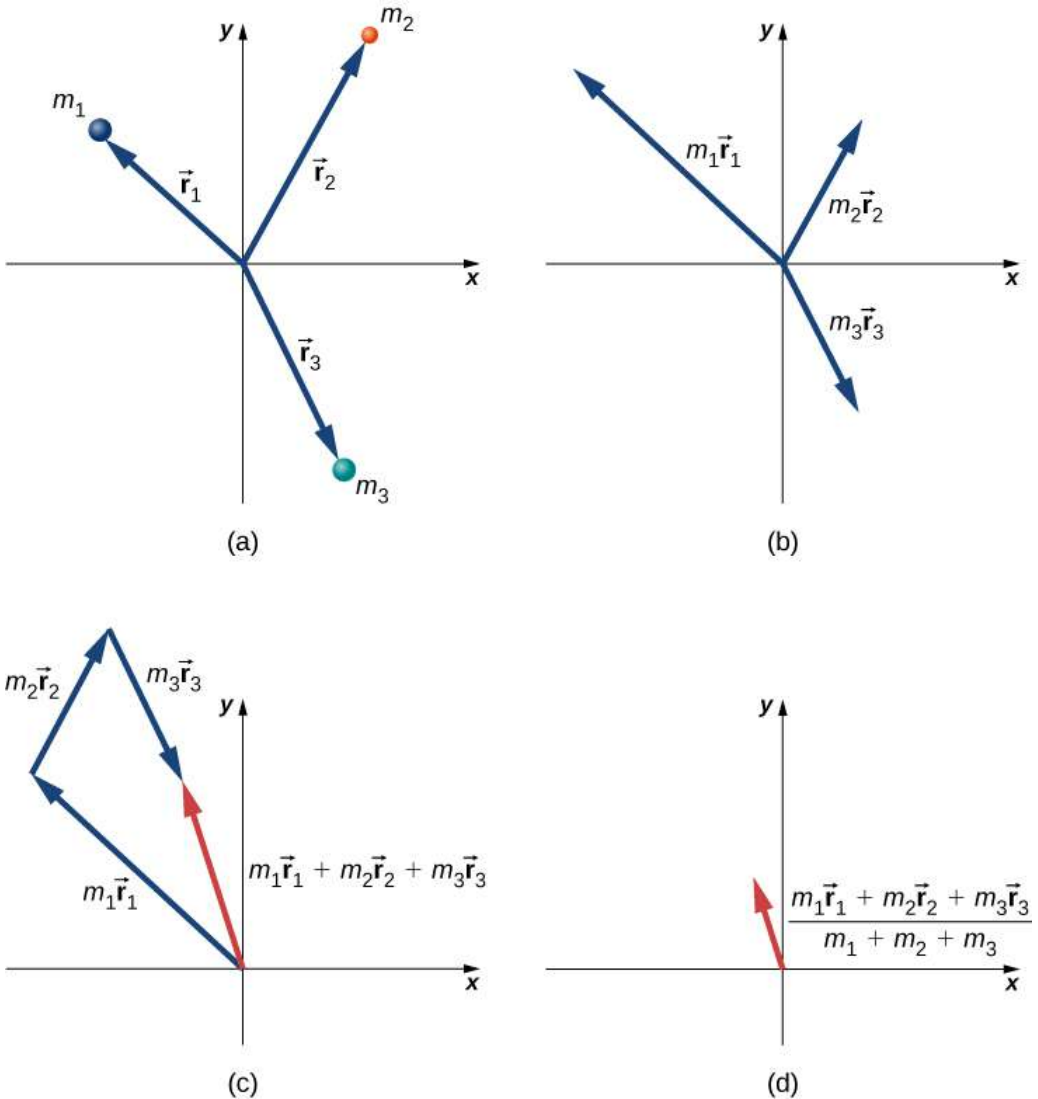 y
m₂
m₁
r⃗₁
r⃗₂
x
r⃗₃
m₃
(a)
y
m₁r⃗₁
m₂r⃗₂
x
m₃r⃗₃
(b)
m₂r⃗₂
m₃r⃗₃
y
m₁r⃗₁ + m₂r⃗₂ + m₃r⃗₃
m₁r⃗₁
x
(c)
y
m₁r⃗₁ + m₂r⃗₂ + m₃r⃗₃
m₁ + m₂ + m₃
x
(d)